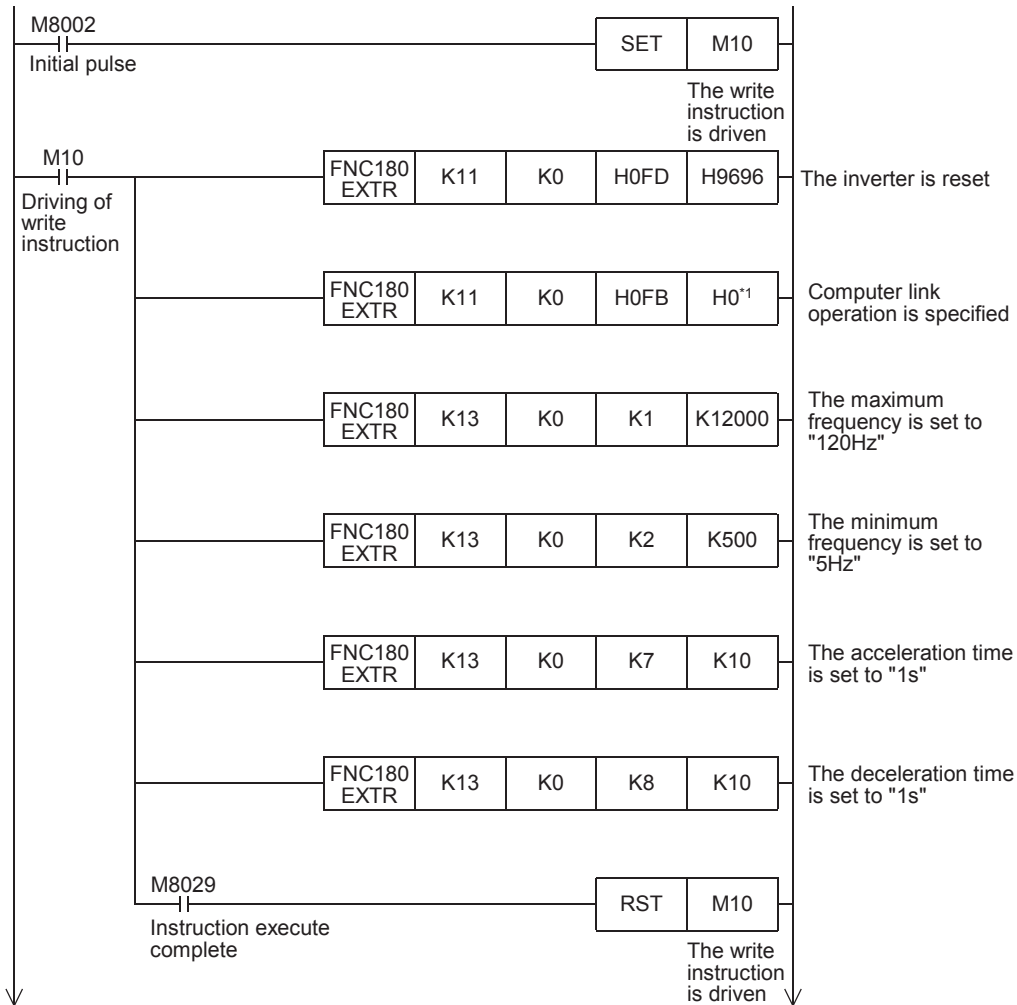 M8002
Initial pulse
SET M10
The write
instruction
is driven
M10
Driving of
write
instruction
FNC180
EXTR
K11 K0 H0FD H9696
The inverter is reset
FNC180
EXTR
K11 K0 H0FB H0*1
Computer link
operation is specified
FNC180
EXTR
K13 K0 K1 K12000
The maximum
frequency is set to
"120Hz"
FNC180
EXTR
K13 K0 K2 K500
The minimum
frequency is set to
"5Hz"
FNC180
EXTR
K13 K0 K7 K10
The acceleration time
is set to "1s"
FNC180
EXTR
K13 K0 K8 K10
The deceleration time
is set to "1s"
M8029
Instruction execute
complete
RST M10
The write
instruction
is driven